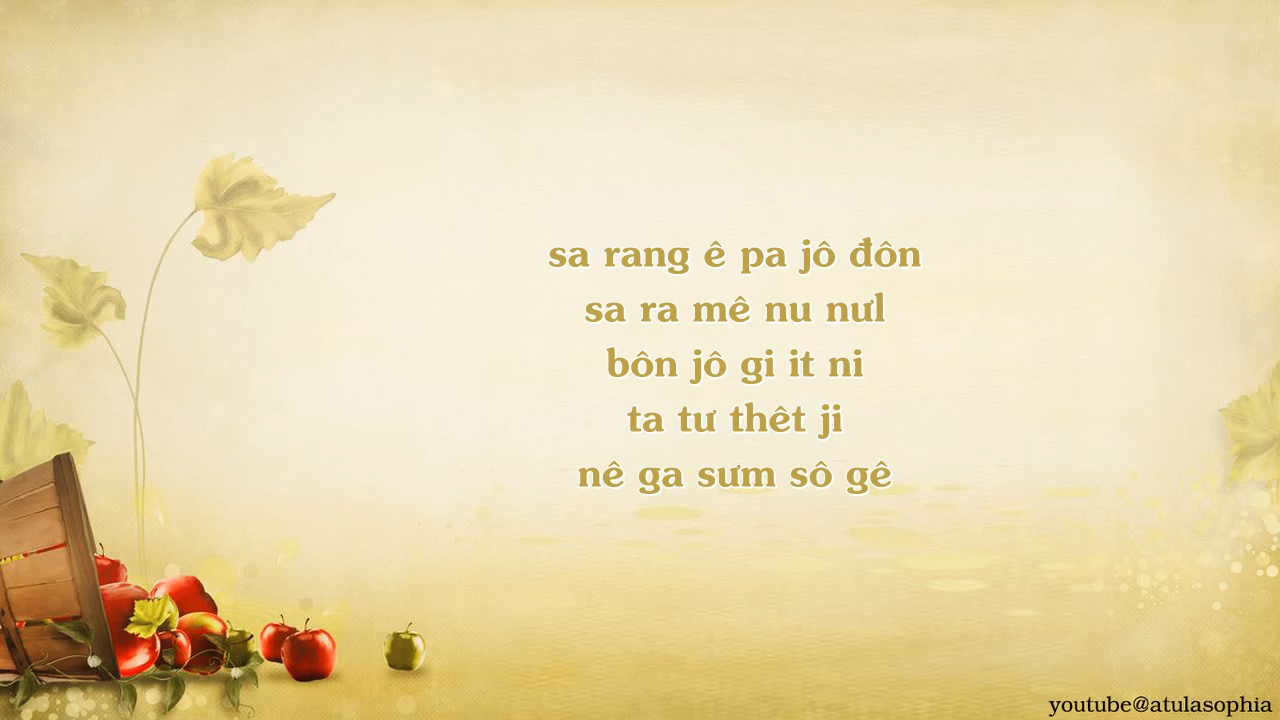 sa rang ê pa jô đôn
sa ra mê nu nưl
bôn jô gi it ni
ta tư thêt ji
nê ga sưm sô gê
youtube@atulasophia